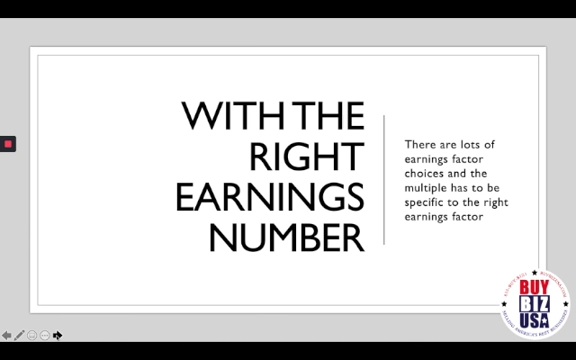 WITH THE
RIGHT
EARNINGS
NUMBER
There are lots of
earnings factor
choices and the
multiple has to be
specific to the right
earnings factor
BUY
BIZ
USA